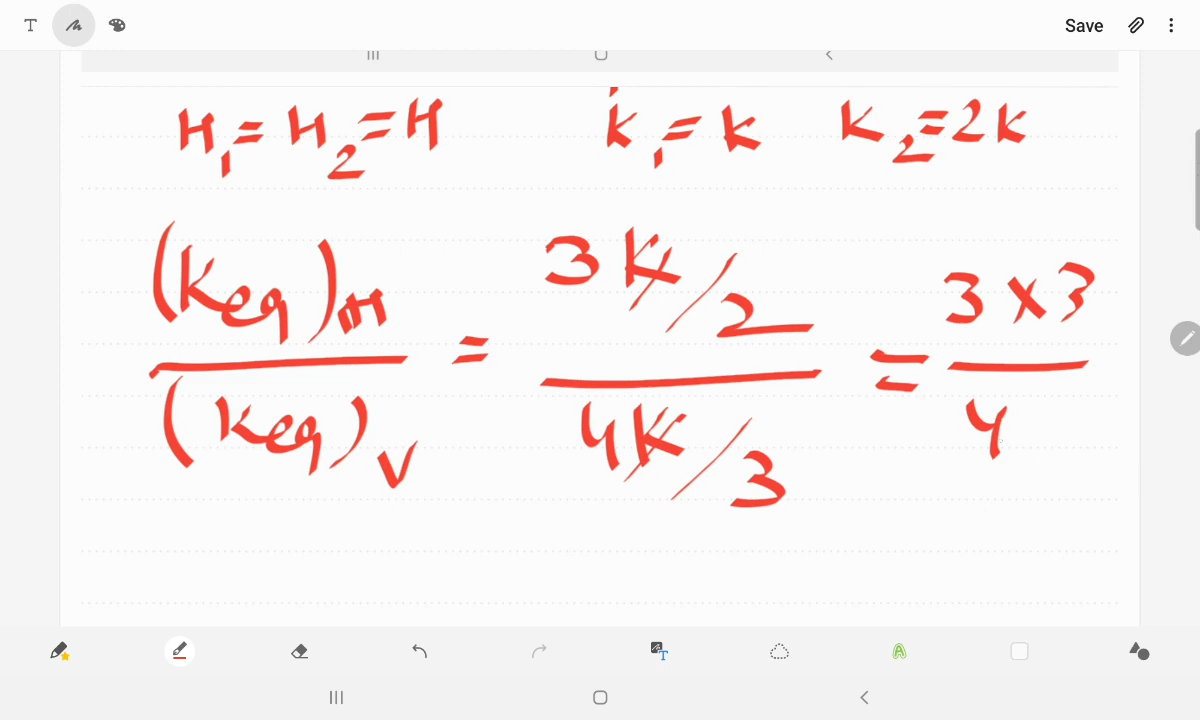 T Save
H₁ = H₂ = H k₁ = k K₂ = 2k
(Keq)H / (Keq)v = (3k/2) / (4k/3) = (3 x 3) / 4
T A